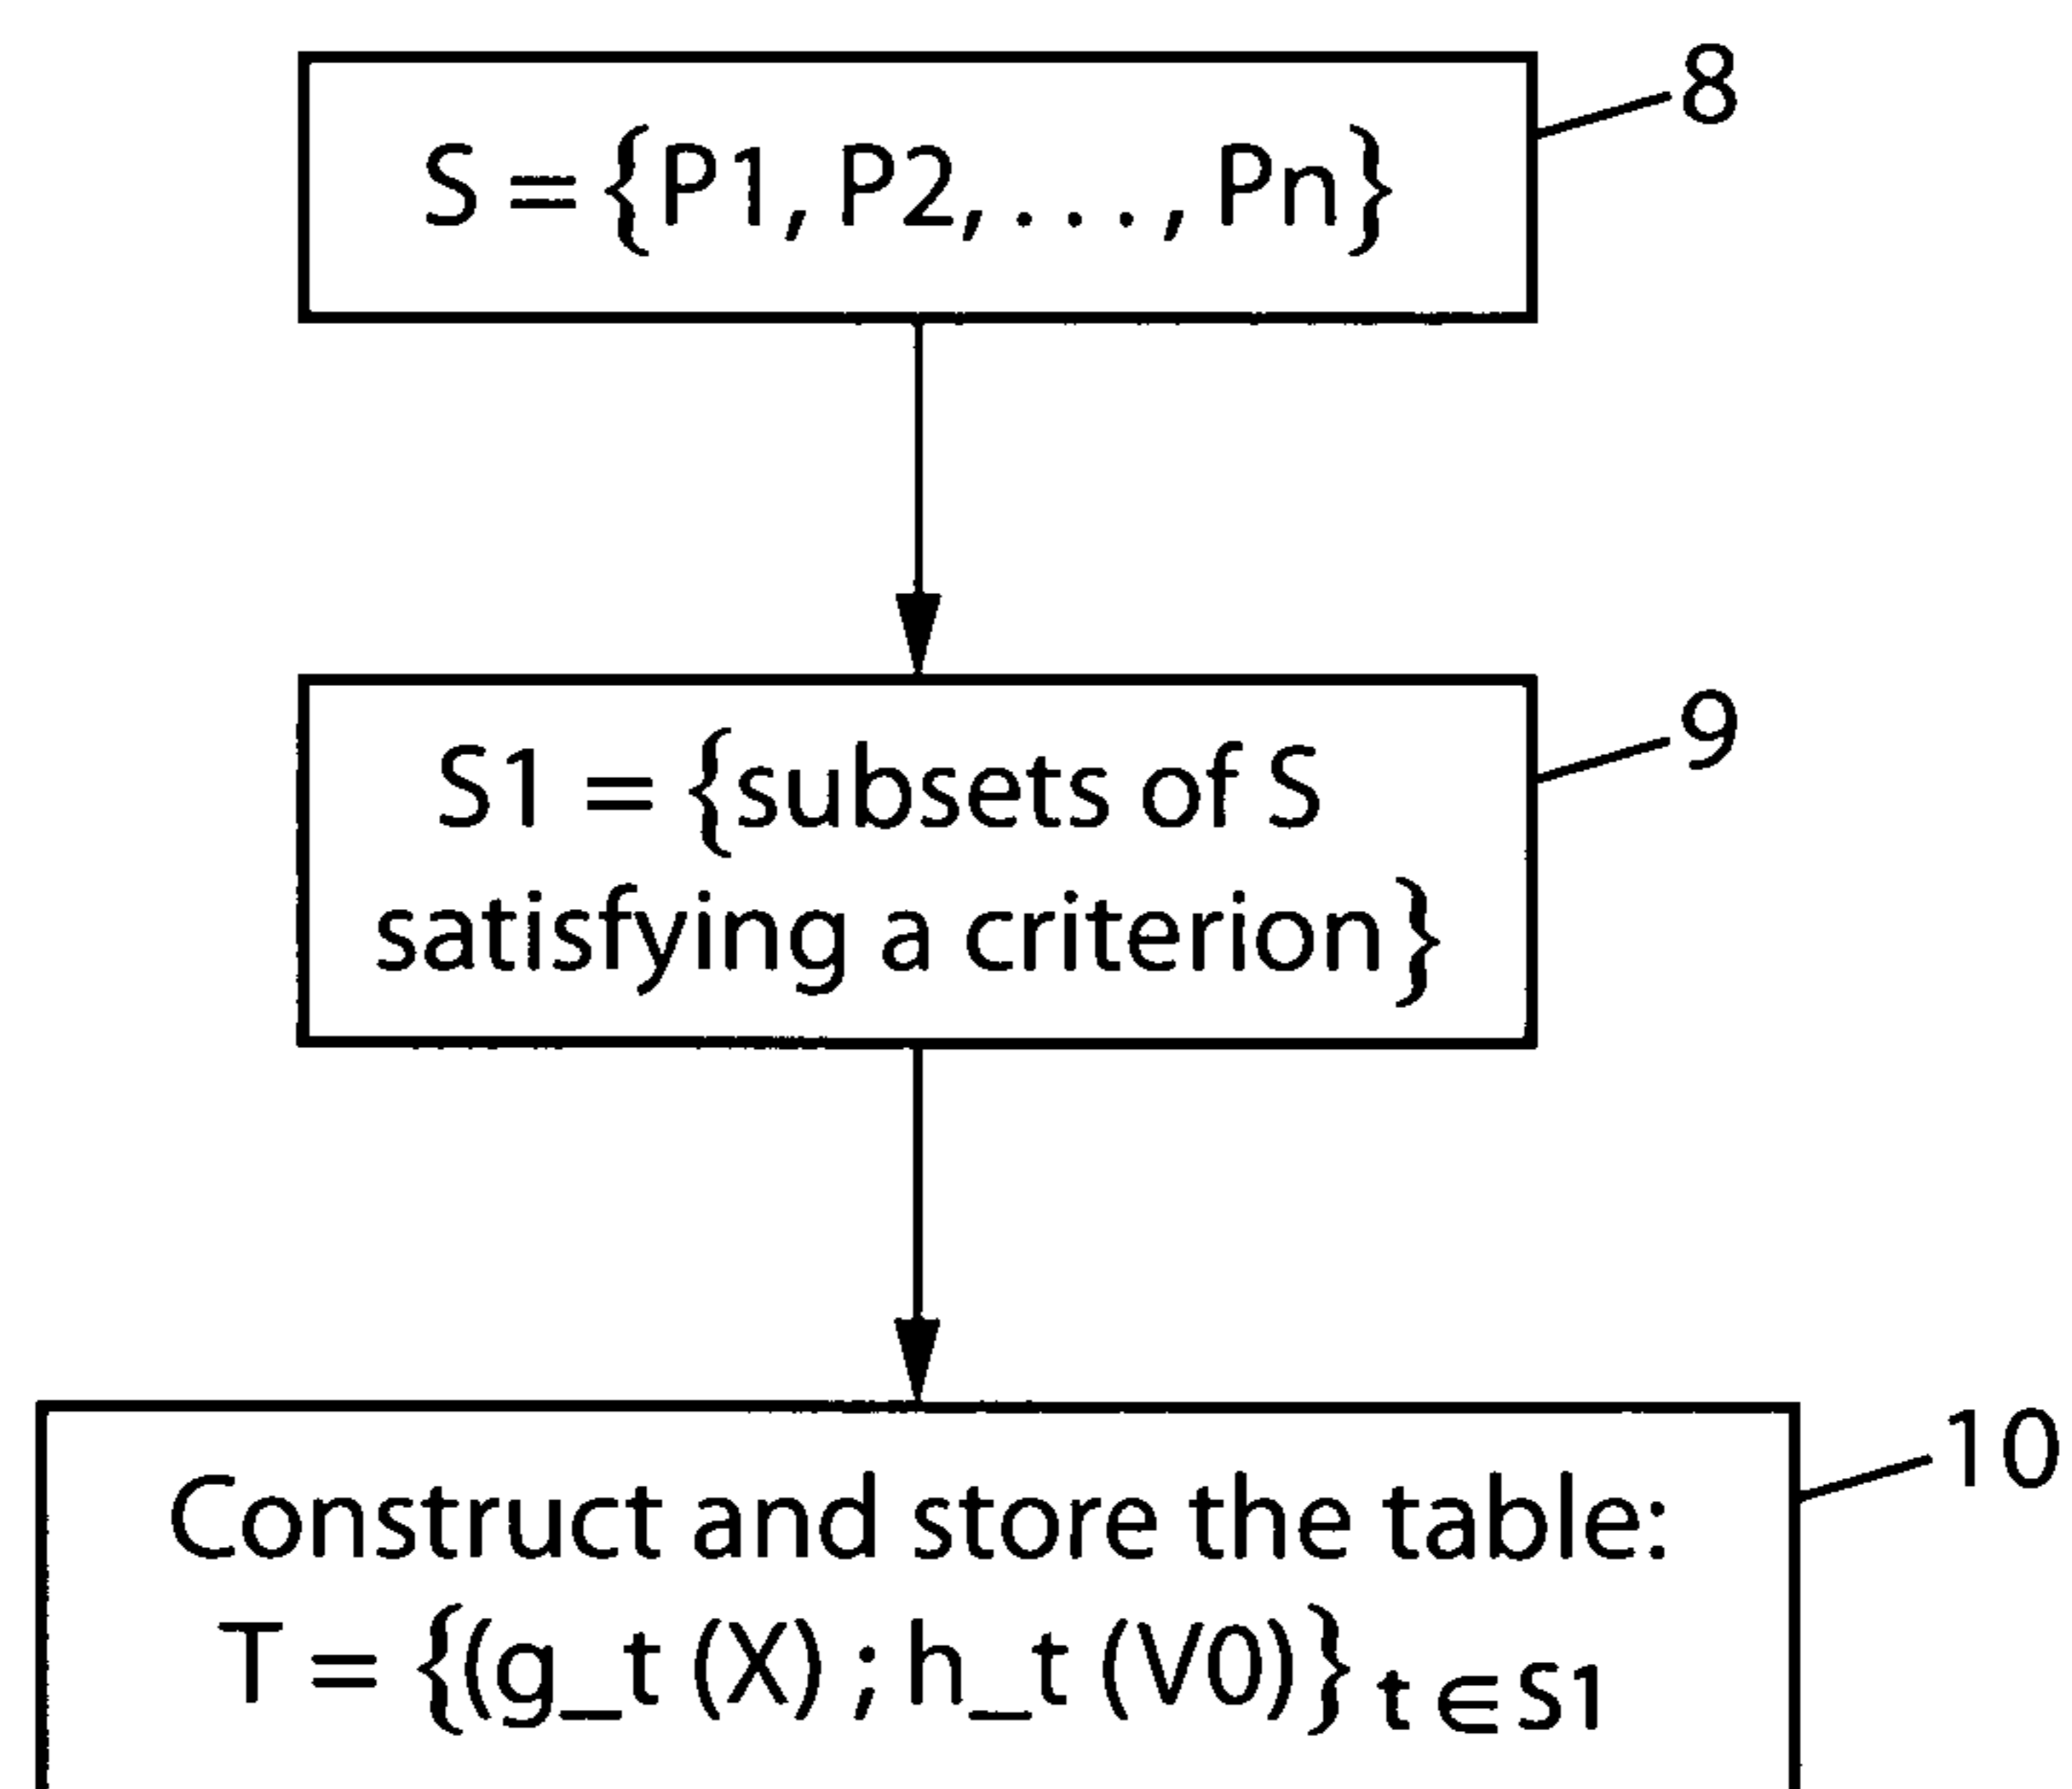 8
S = {P1, P2, . . . , Pn}
9
S1 = {subsets of S
satisfying a criterion}
10
Construct and store the table:
T = {(g_t (X) ; h_t (V0)} t ∈ S1